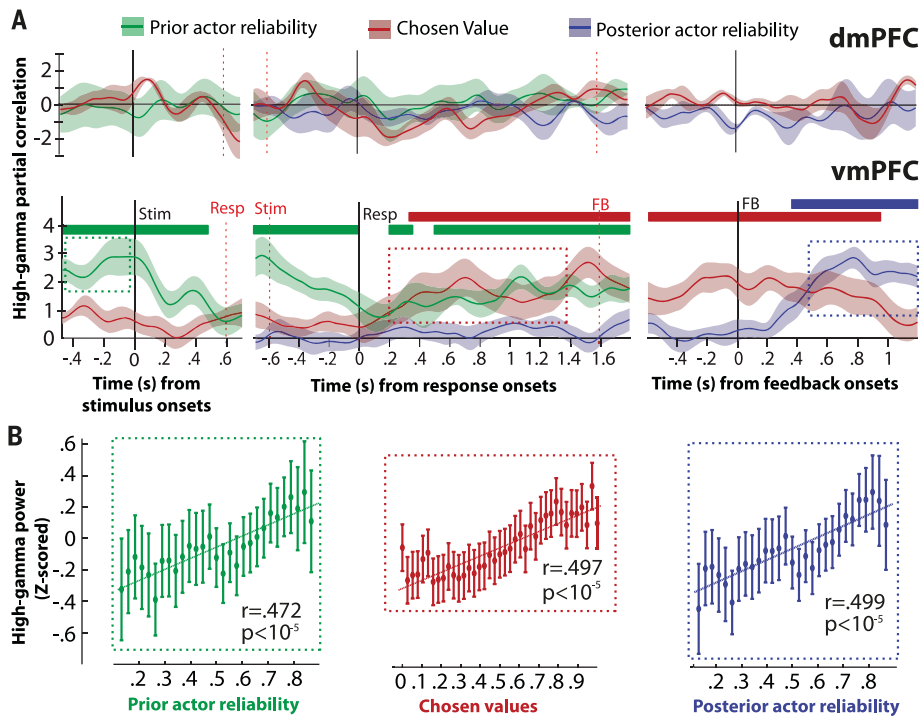 A
Prior actor reliability
Chosen Value
Posterior actor reliability
dmPFC
High-gamma partial correlation
2
0
-2
vmPFC
Stim
Resp
Stim
Resp
FB
FB
4
3
2
1
0
-.4 -.2 0 .2 .4 .6
-.6 -.4 -.2 0 .2 .4 .6 .8 1 1.2 1.4 1.6
-.4 -.2 0 .2 .4 .6 .8 1
Time (s) from
stimulus onsets
Time (s) from response onsets
Time (s) from feedback onsets
B
High-gamma power
(Z-scored)
.6
.4
.2
0
-.2
-.4
-.6
r=.472
p<10-5
r=.497
p<10-5
r=.499
p<10-5
.2 .3 .4 .5 .6 .7 .8
0 .1 .2 .3 .4 .5 .6 .7 .8 .9
.2 .3 .4 .5 .6 .7 .8
Prior actor reliability
Chosen values
Posterior actor reliability